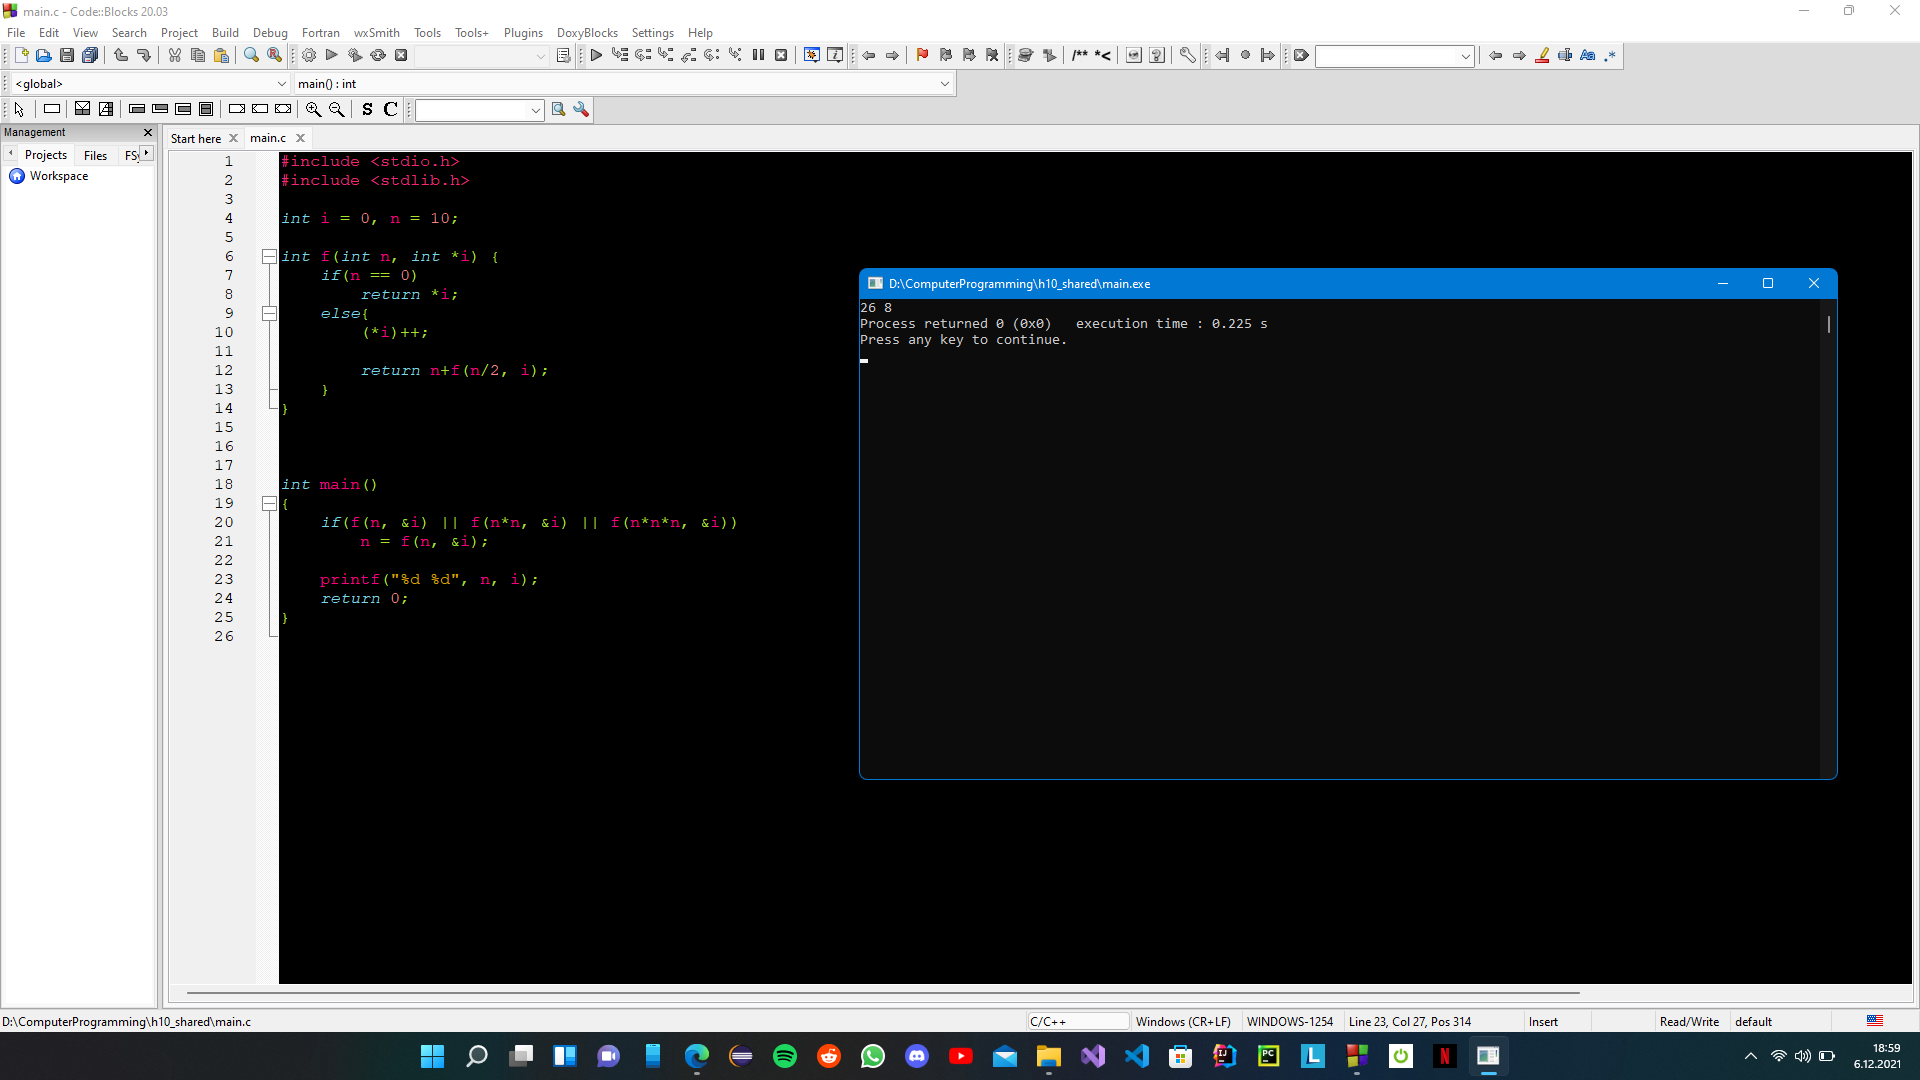 main.c - Code::Blocks 20.03
File Edit View Search Project Build Debug Fortran wxSmith Tools Tools+ Plugins DoxyBlocks Settings Help
/** *<
<global> main() : int
S C
Management
Projects Files FSy
Workspace
Start here main.c
1 #include <stdio.h>
2 #include <stdlib.h>
3
4 int i = 0, n = 10;
5
6 int f(int n, int *i) {
7 if(n == 0)
8 return *i;
9 else{
10 (*i)++;
11
12 return n+f(n/2, i);
13 }
14 }
15
16
17
18 int main()
19 {
20 if(f(n, &i) || f(n*n, &i) || f(n*n*n, &i))
21 n = f(n, &i);
22
23 printf("%d %d", n, i);
24 return 0;
25 }
26
D:\ComputerProgramming\h10_shared\main.exe
26 8
Process returned 0 (0x0)   execution time : 0.225 s
Press any key to continue.
D:\ComputerProgramming\h10_shared\main.c C/C++ Windows (CR+LF) WINDOWS-1254 Line 23, Col 27, Pos 314 Insert Read/Write default
18:59
6.12.2021